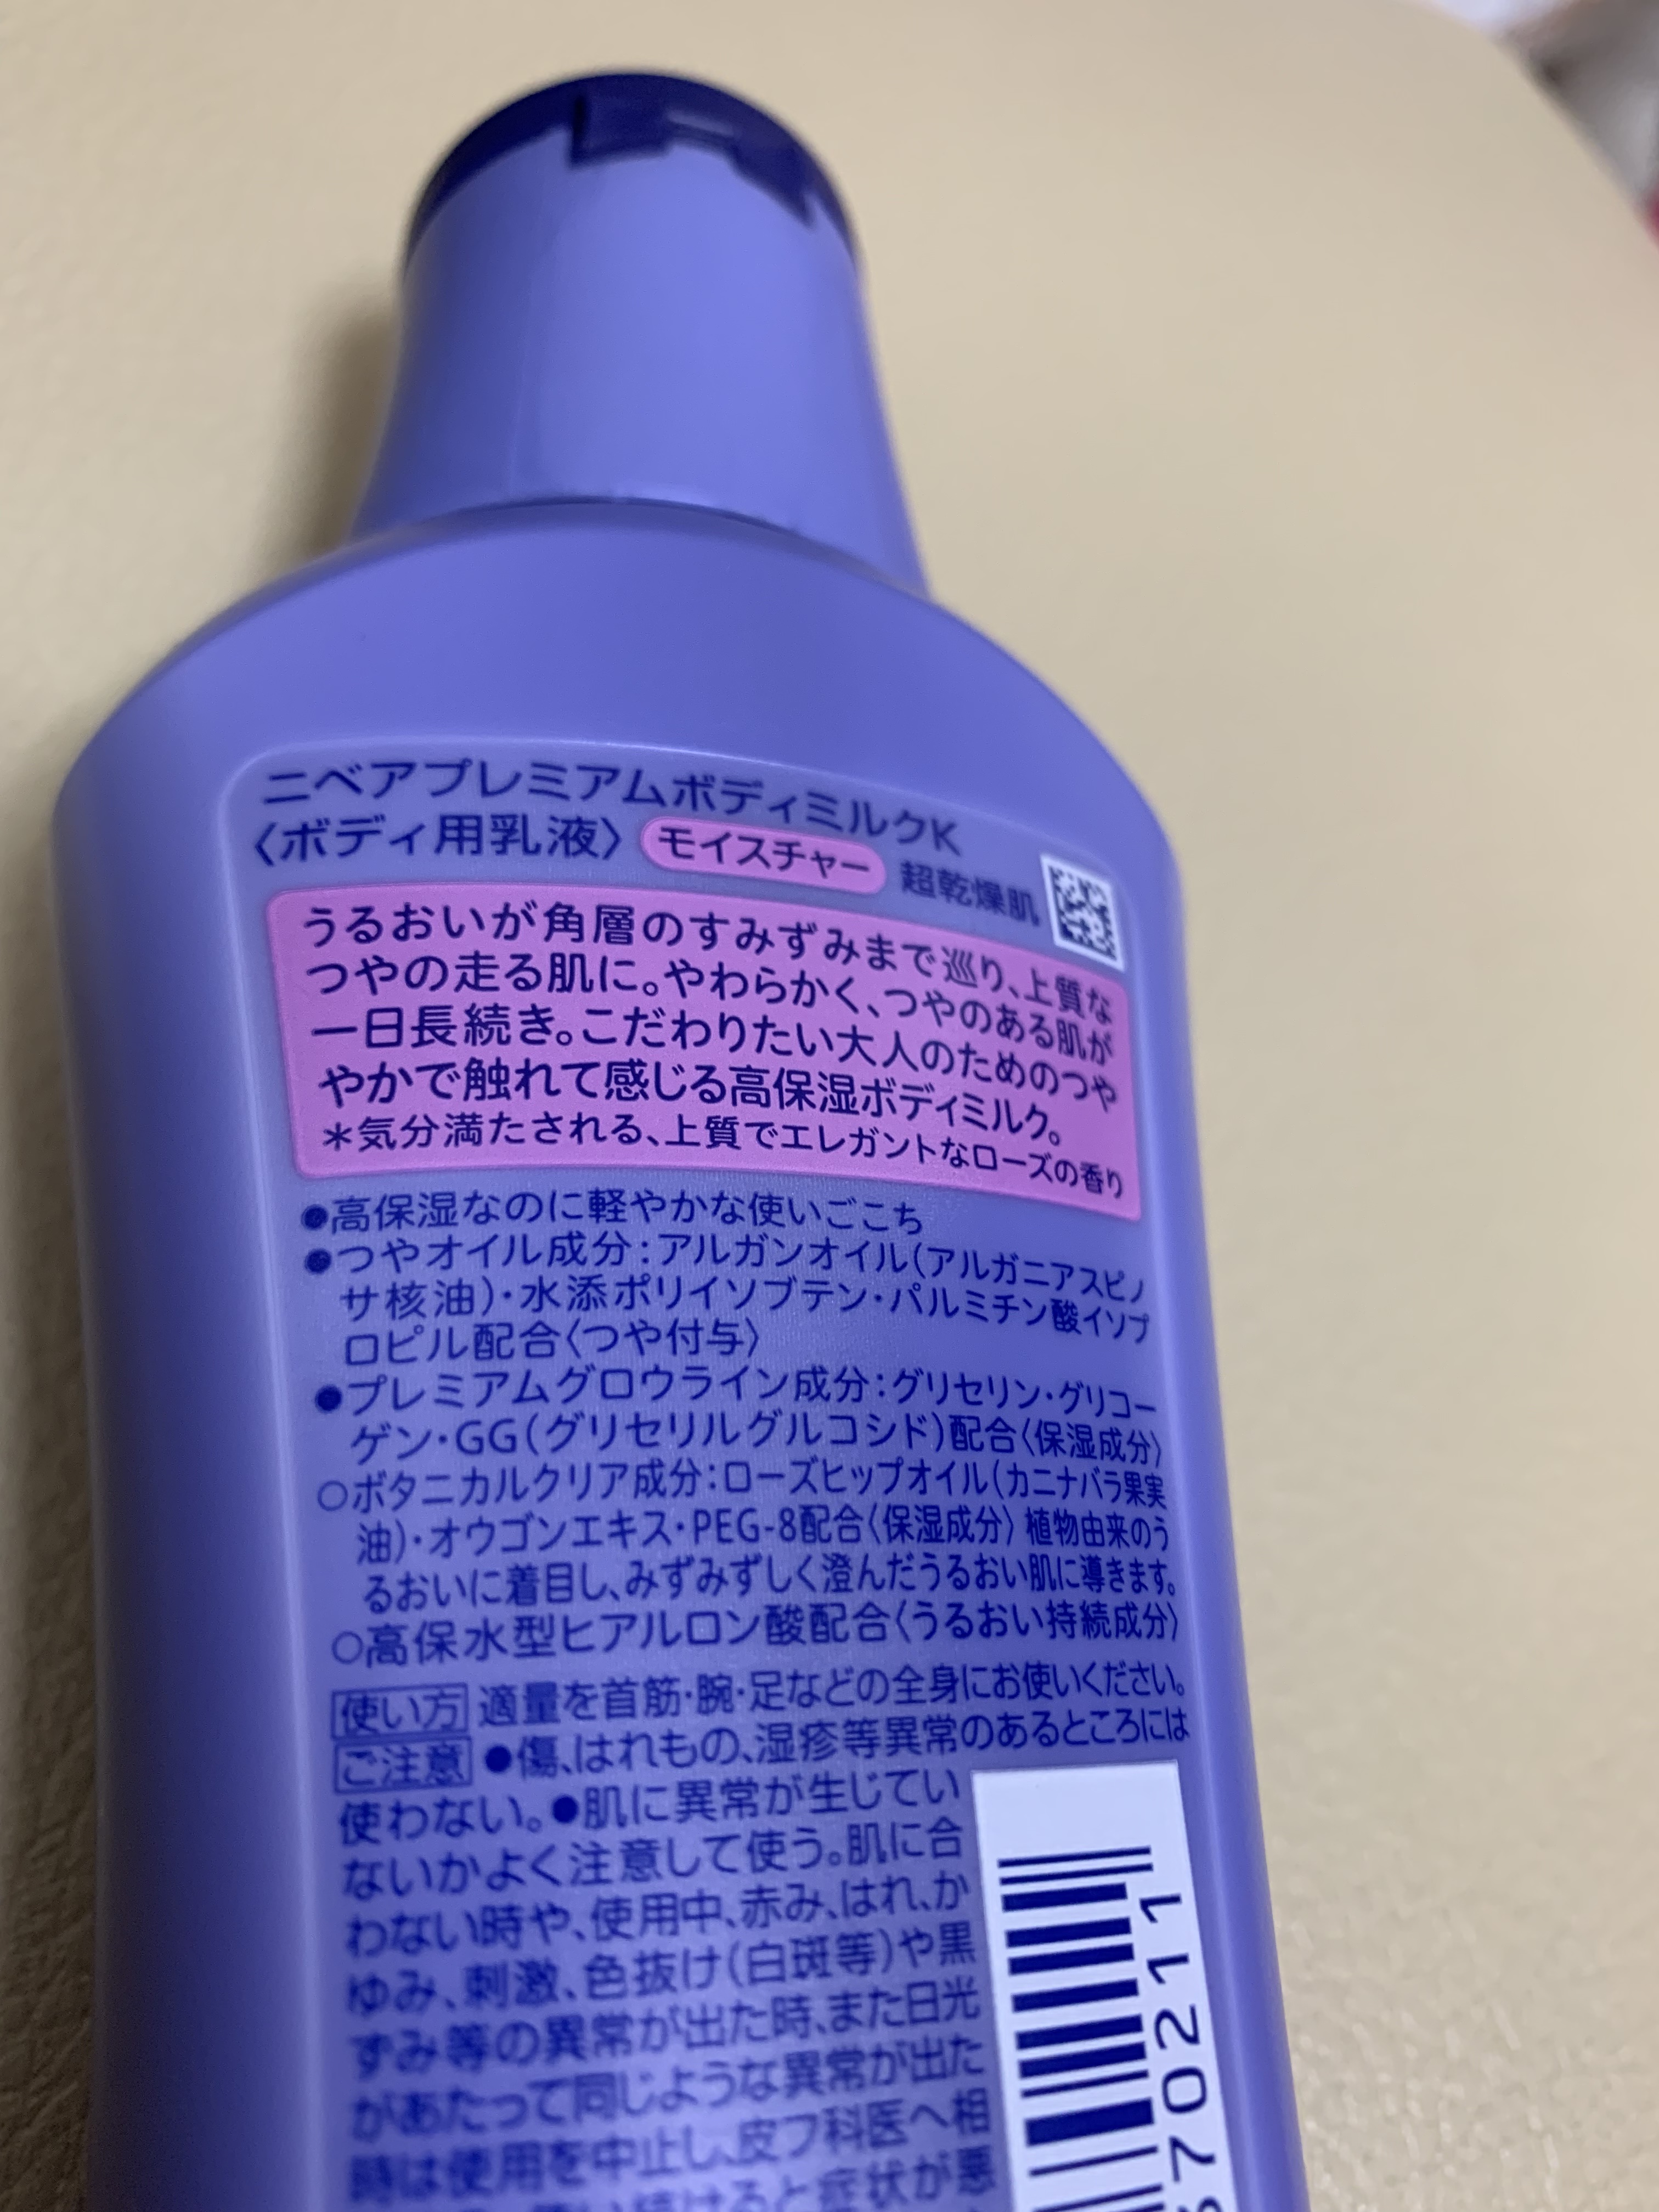 ニベアプレミアムボディミルクK
〈ボディ用乳液〉 モイスチャー 超乾燥肌
うるおいが角層のすみずみまで巡り、上質な
つやの走る肌に。やわらかく、つやのある肌が
一日長続き。こだわりたい大人のためのつや
やかで触れて感じる高保湿ボディミルク。
*気分満たされる、上質でエレガントなローズの香り
●高保湿なのに軽やかな使いごこち
●つやオイル成分:アルガンオイル(アルガニアスピノ
サ核油)・水添ポリイソブテン・パルミチン酸イソプ
ロピル配合〈つや付与〉
●プレミアムグロウライン成分:グリセリン・グリコー
ゲン・GG(グリセリルグルコシド)配合〈保湿成分〉
○ボタニカルクリア成分:ローズヒップオイル(カニナバラ果実
油)・オウゴンエキス・PEG-8配合〈保湿成分〉 植物由来のう
るおいに着目し、みずみずしく澄んだうるおい肌に導きます。
○高保水型ヒアルロン酸配合〈うるおい持続成分〉
使い方 適量を首筋・腕・足などの全身にお使いください。
ご注意 ●傷、はれもの、湿疹等異常のあるところには
使わない。●肌に異常が生じてい
ないかよく注意して使う。肌に合
わない時や、使用中、赤み、はれ、か
ゆみ、刺激、色抜け(白斑等)や黒
ずみ等の異常が出た時、また日光
があたって同じような異常が出た
時は使用を中止し、皮フ科医へ相
続けると症状が悪